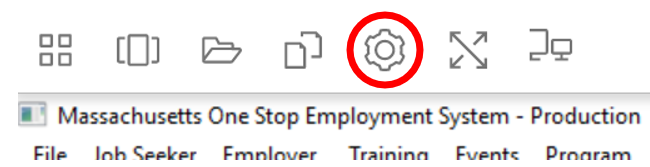 Massachusetts One Stop Employment System - Production
File Job Seeker Employer Training Events Program